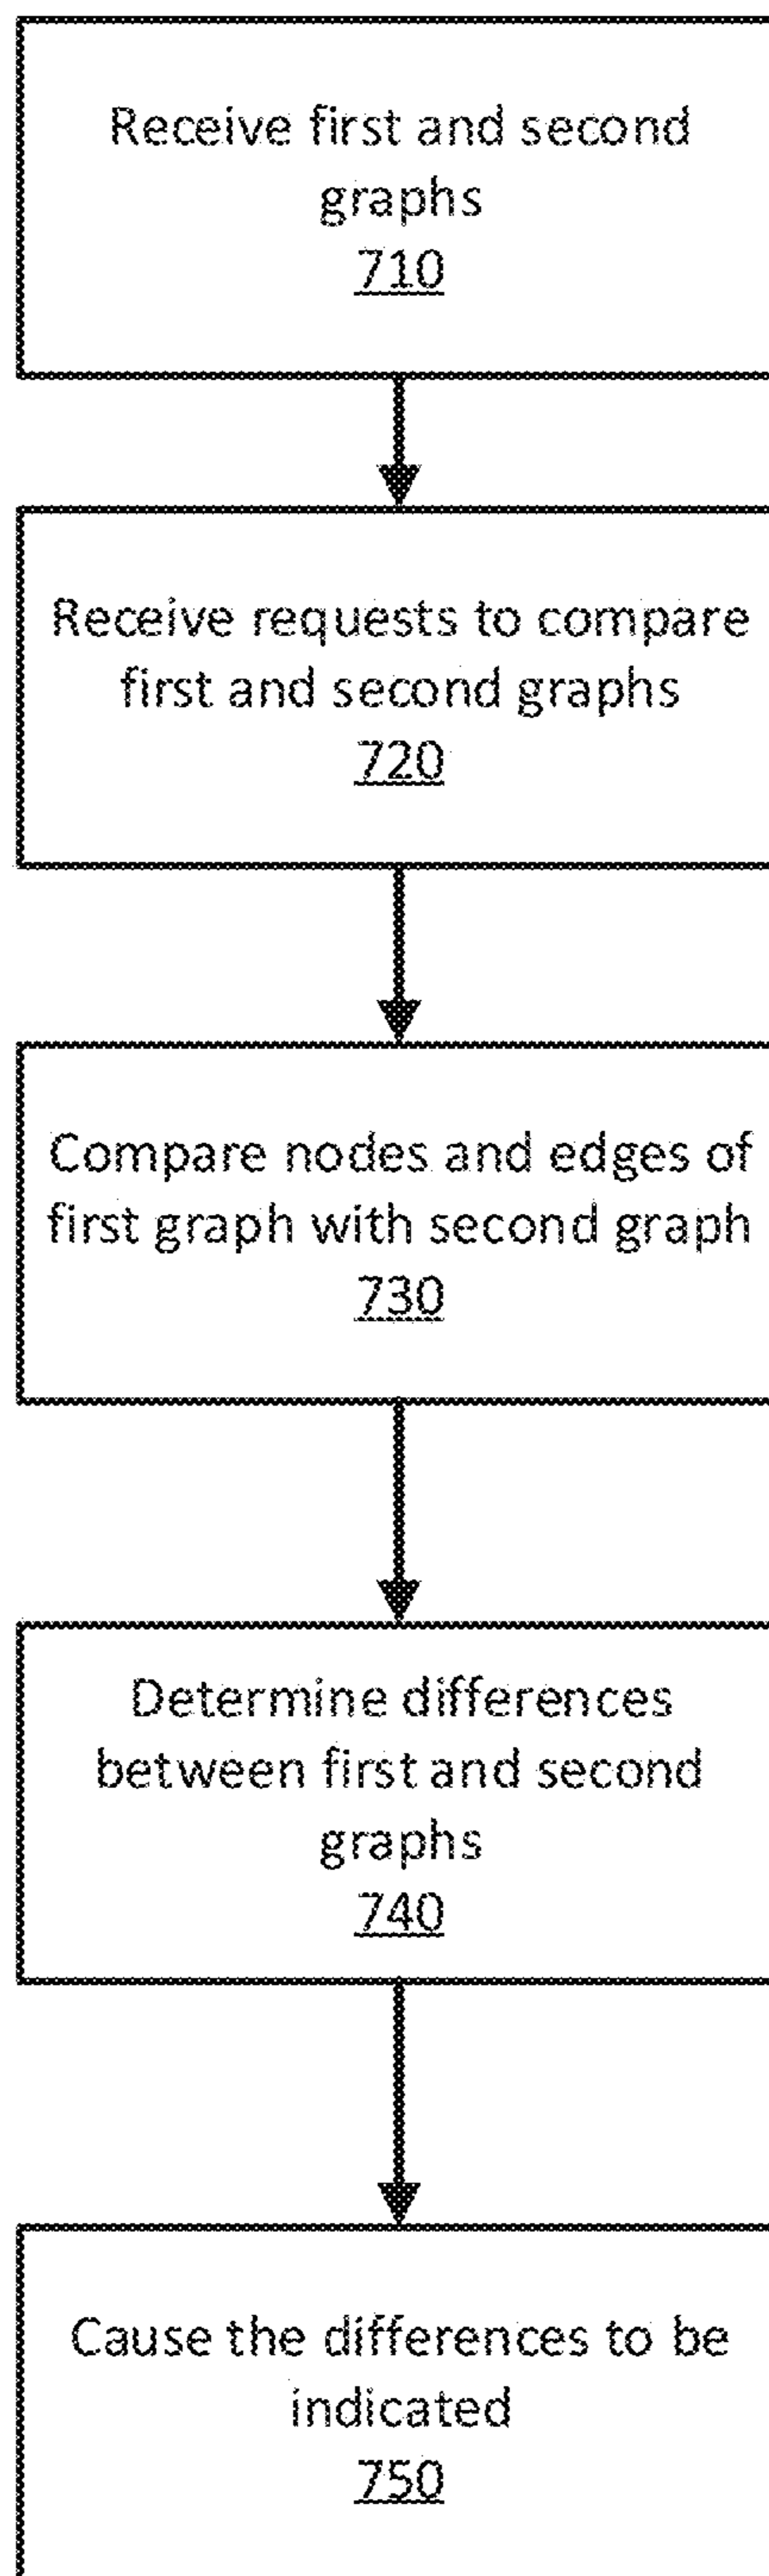 Receive first and second
graphs
710
Receive requests to compare
first and second graphs
720
Compare nodes and edges of
first graph with second graph
730
Determine differences
between first and second
graphs
740
Cause the differences to be
indicated
750